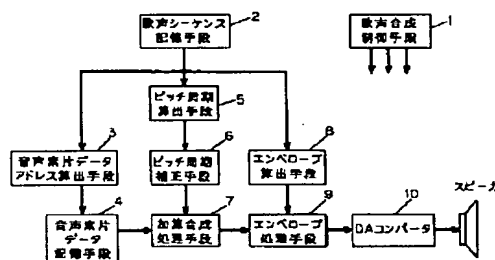 歌声シーケンス
記憶手段
2
歌声合成
制御手段
1
ピッチ周期
算出手段
5
音声素片データ
アドレス算出手段
3
ピッチ周期
補正手段
6
エンベロープ
算出手段
8
音声素片
データ
記憶手段
4
加算合成
処理手段
7
エンベロープ
処理手段
9
DAコンバータ
10
スピーカ